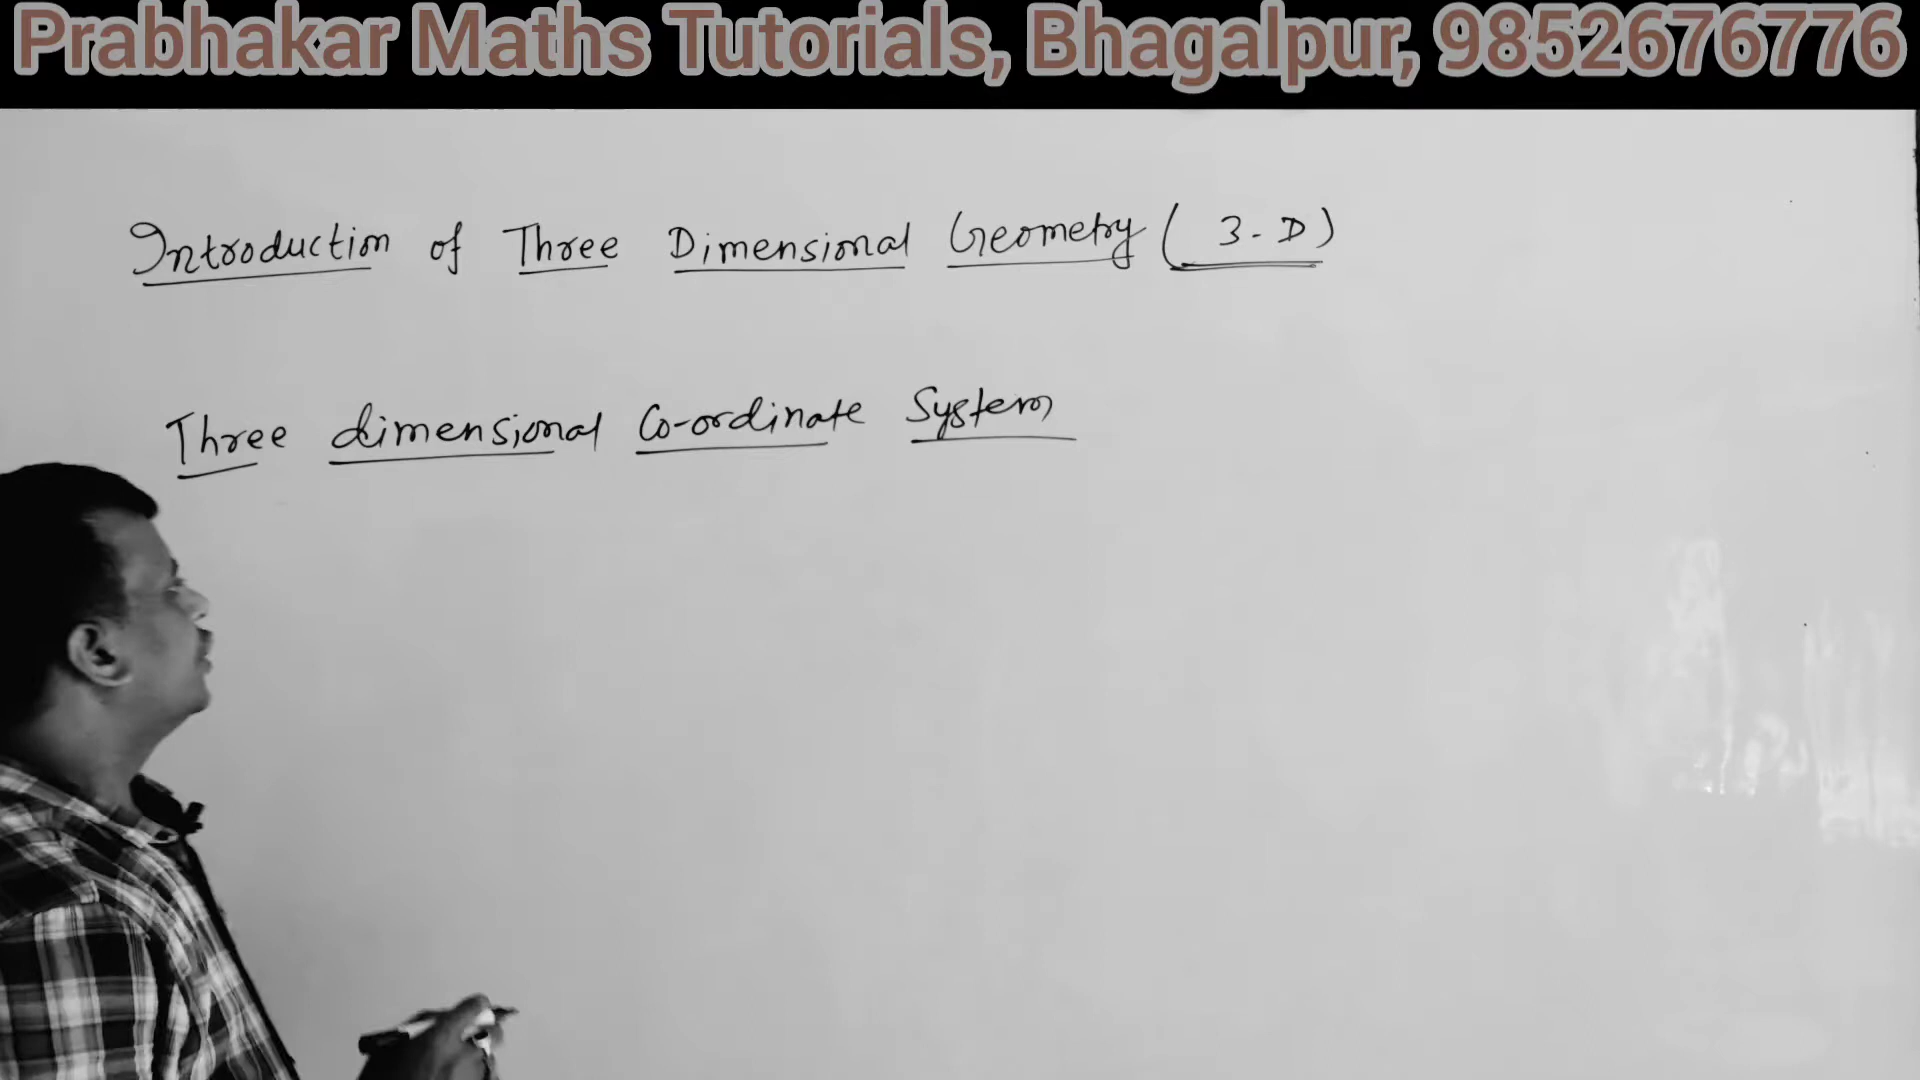 Prabhakar Maths Tutorials, Bhagalpur, 9852676776
Introduction of Three Dimensional Geometry ( 3-D )
Three dimensional Co-ordinate System